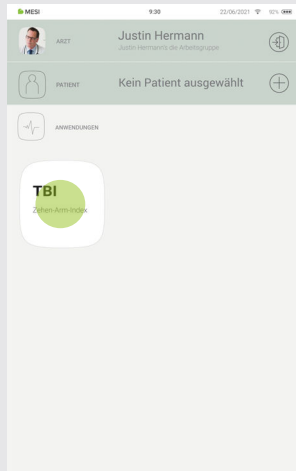 MESI 9:30 22/06/2021 92%
ARZT
Justin Hermann
Justin Hermann's die Arbeitsgruppe
PATIENT
Kein Patient ausgewählt
ANWENDUNGEN
TBI
Zehen-Arm-Index